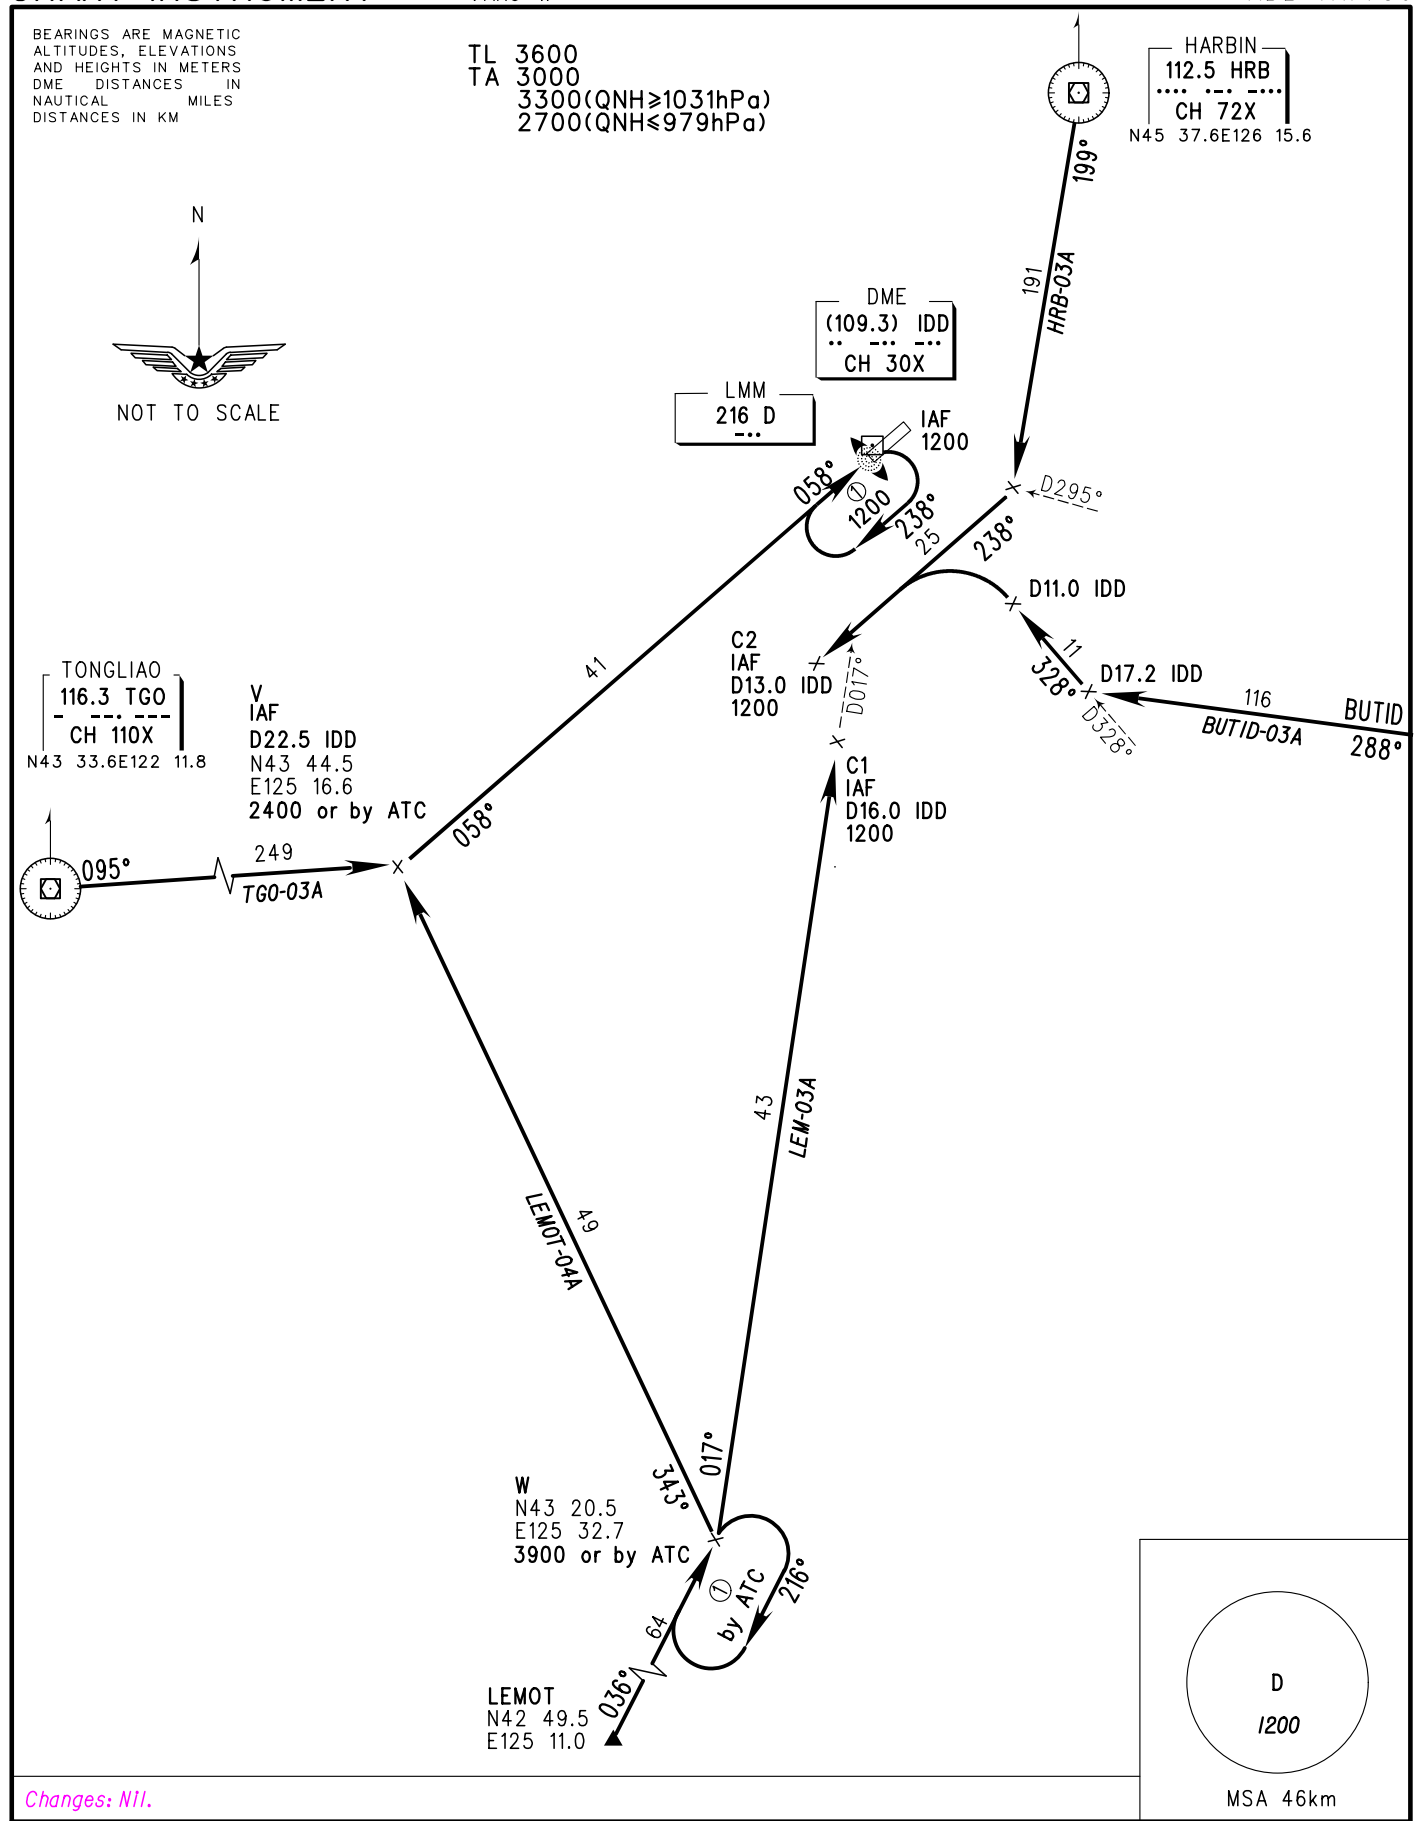 BEARINGS ARE MAGNETIC
ALTITUDES, ELEVATIONS
AND HEIGHTS IN METERS
DME DISTANCES IN
NAUTICAL MILES
DISTANCES IN KM
TL 3600
TA 3000
3300(QNH≥1031hPa)
2700(QNH≤979hPa)
HARBIN
112.5 HRB
CH 72X
N45 37.6E126 15.6
199°
191
HRB-03A
N
NOT TO SCALE
DME
(109.3) IDD
CH 30X
LMM
216 D
IAF
1200
058°
①
1200
238°
D295°
25
238°
D11.0 IDD
11
328°
D17.2 IDD
D328°
116
BUTID-03A
BUTID
288°
C2
IAF
D13.0 IDD
1200
D017°
41
TONGLIAO
116.3 TGO
CH 110X
N43 33.6E122 11.8
V
IAF
D22.5 IDD
N43 44.5
E125 16.6
2400 or by ATC
C1
IAF
D16.0 IDD
1200
058°
095°
249
TGO-03A
43
LEM-03A
49
LEMOT-04A
017°
343°
W
N43 20.5
E125 32.7
3900 or by ATC
①
by ATC
216°
64
036°
LEMOT
N42 49.5
E125 11.0
D
1200
MSA 46km
Changes: Nil.